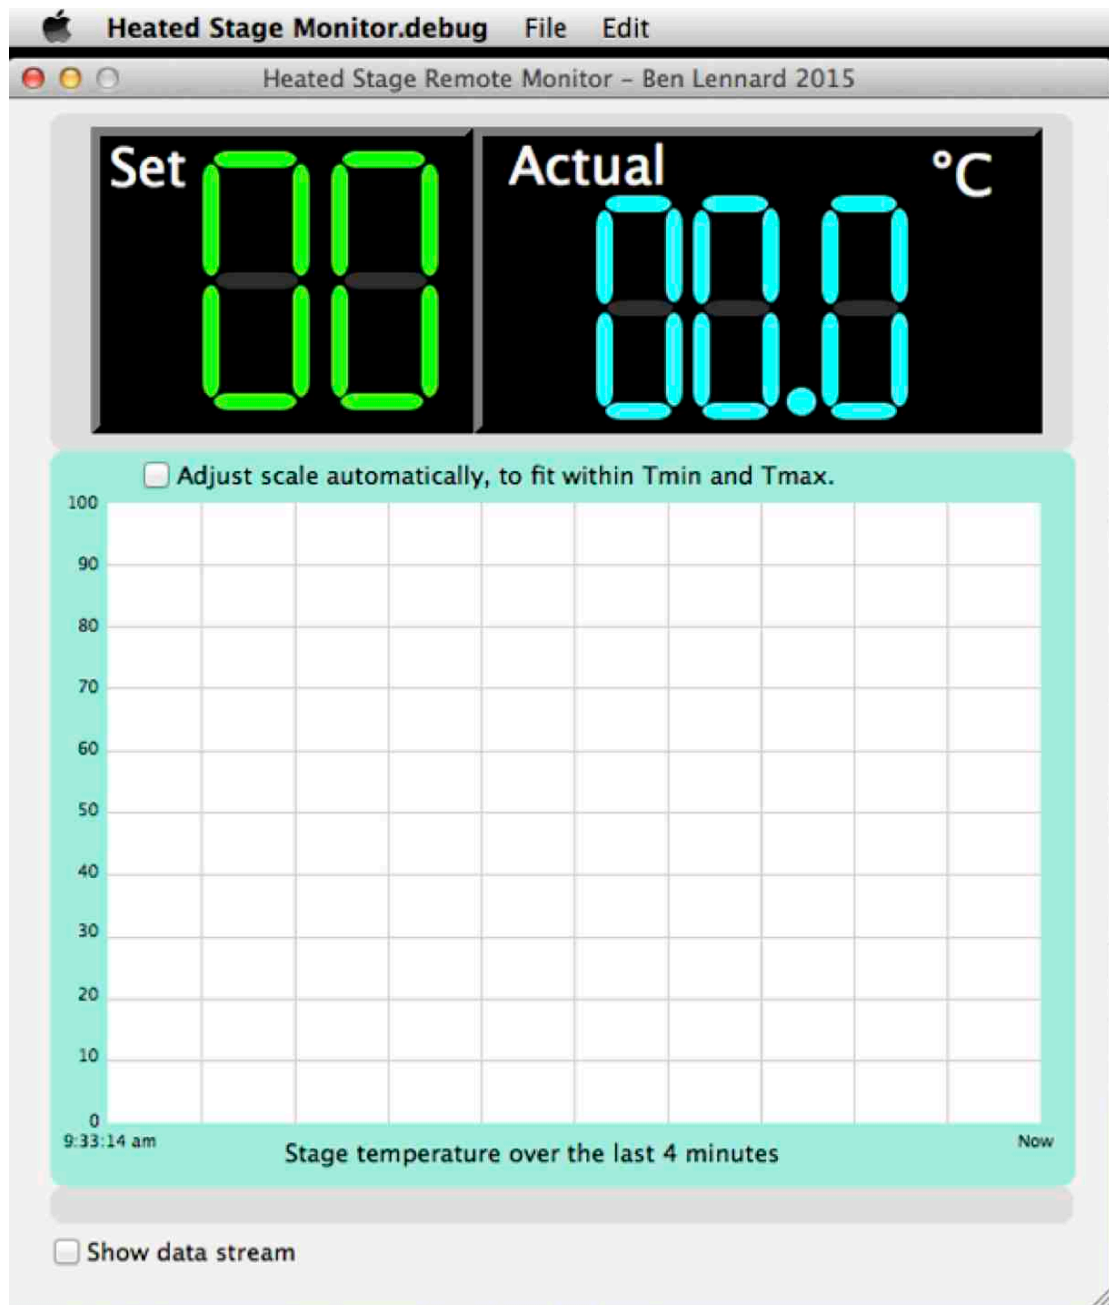 Heated Stage Monitor.debug File Edit
Heated Stage Remote Monitor – Ben Lennard 2015
Set 00 Actual 00.0 °C
Adjust scale automatically, to fit within Tmin and Tmax.
100
90
80
70
60
50
40
30
20
10
0
9:33:14 am Now
Stage temperature over the last 4 minutes
Show data stream